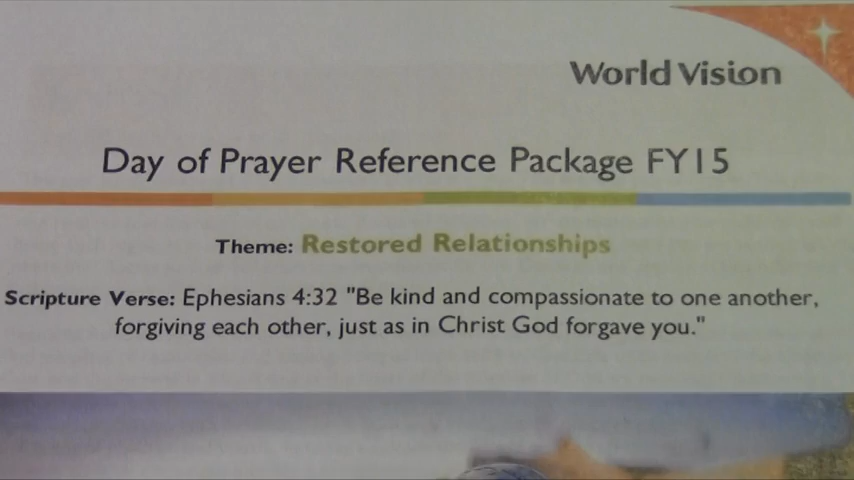 World Vision
Day of Prayer Reference Package FY15
Theme: Restored Relationships
Scripture Verse: Ephesians 4:32 "Be kind and compassionate to one another,
forgiving each other, just as in Christ God forgave you."